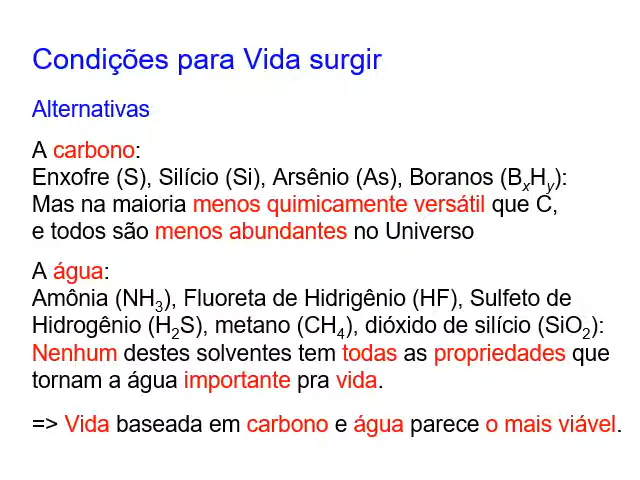 Condições para Vida surgir
Alternativas
A carbono:
Enxofre (S), Silício (Si), Arsênio (As), Boranos (BxHy):
Mas na maioria menos quimicamente versátil que C,
e todos são menos abundantes no Universo
A água:
Amônia (NH3), Fluoreta de Hidrigênio (HF), Sulfeto de
Hidrogênio (H2S), metano (CH4), dióxido de silício (SiO2):
Nenhum destes solventes tem todas as propriedades que
tornam a água importante pra vida.
=> Vida baseada em carbono e água parece o mais viável.